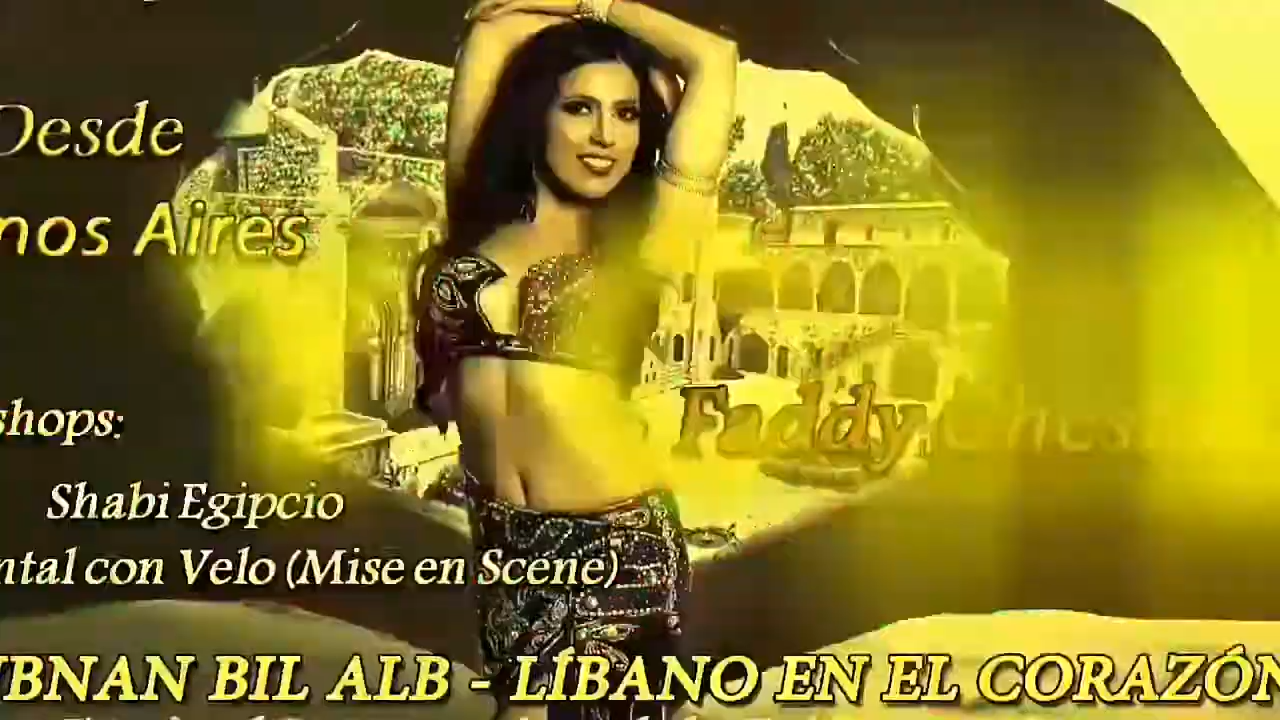 Desde
nos Aires
Faddy
shops:
Shabi Egipcio
ntal con Velo (Mise en Scene)
UBNAN BIL ALB - LÍBANO EN EL CORAZÓN